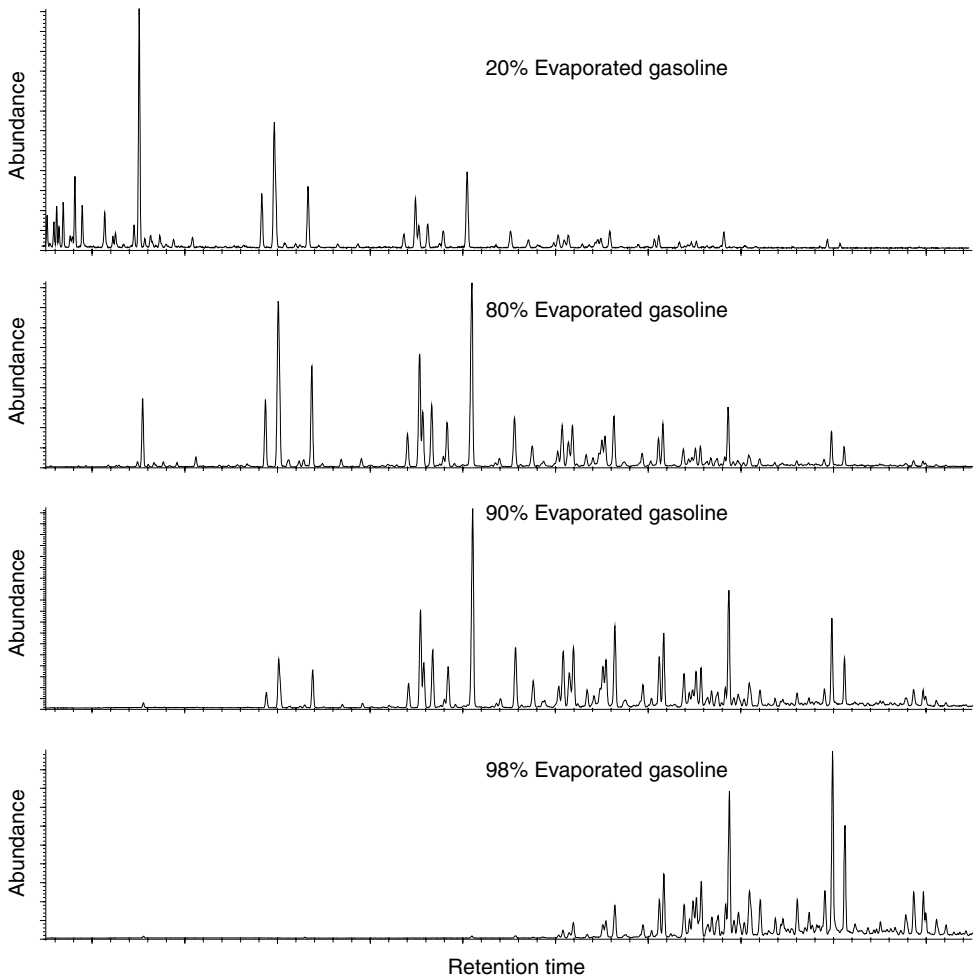 Abundance
20% Evaporated gasoline
Abundance
80% Evaporated gasoline
Abundance
90% Evaporated gasoline
Abundance
98% Evaporated gasoline
Retention time